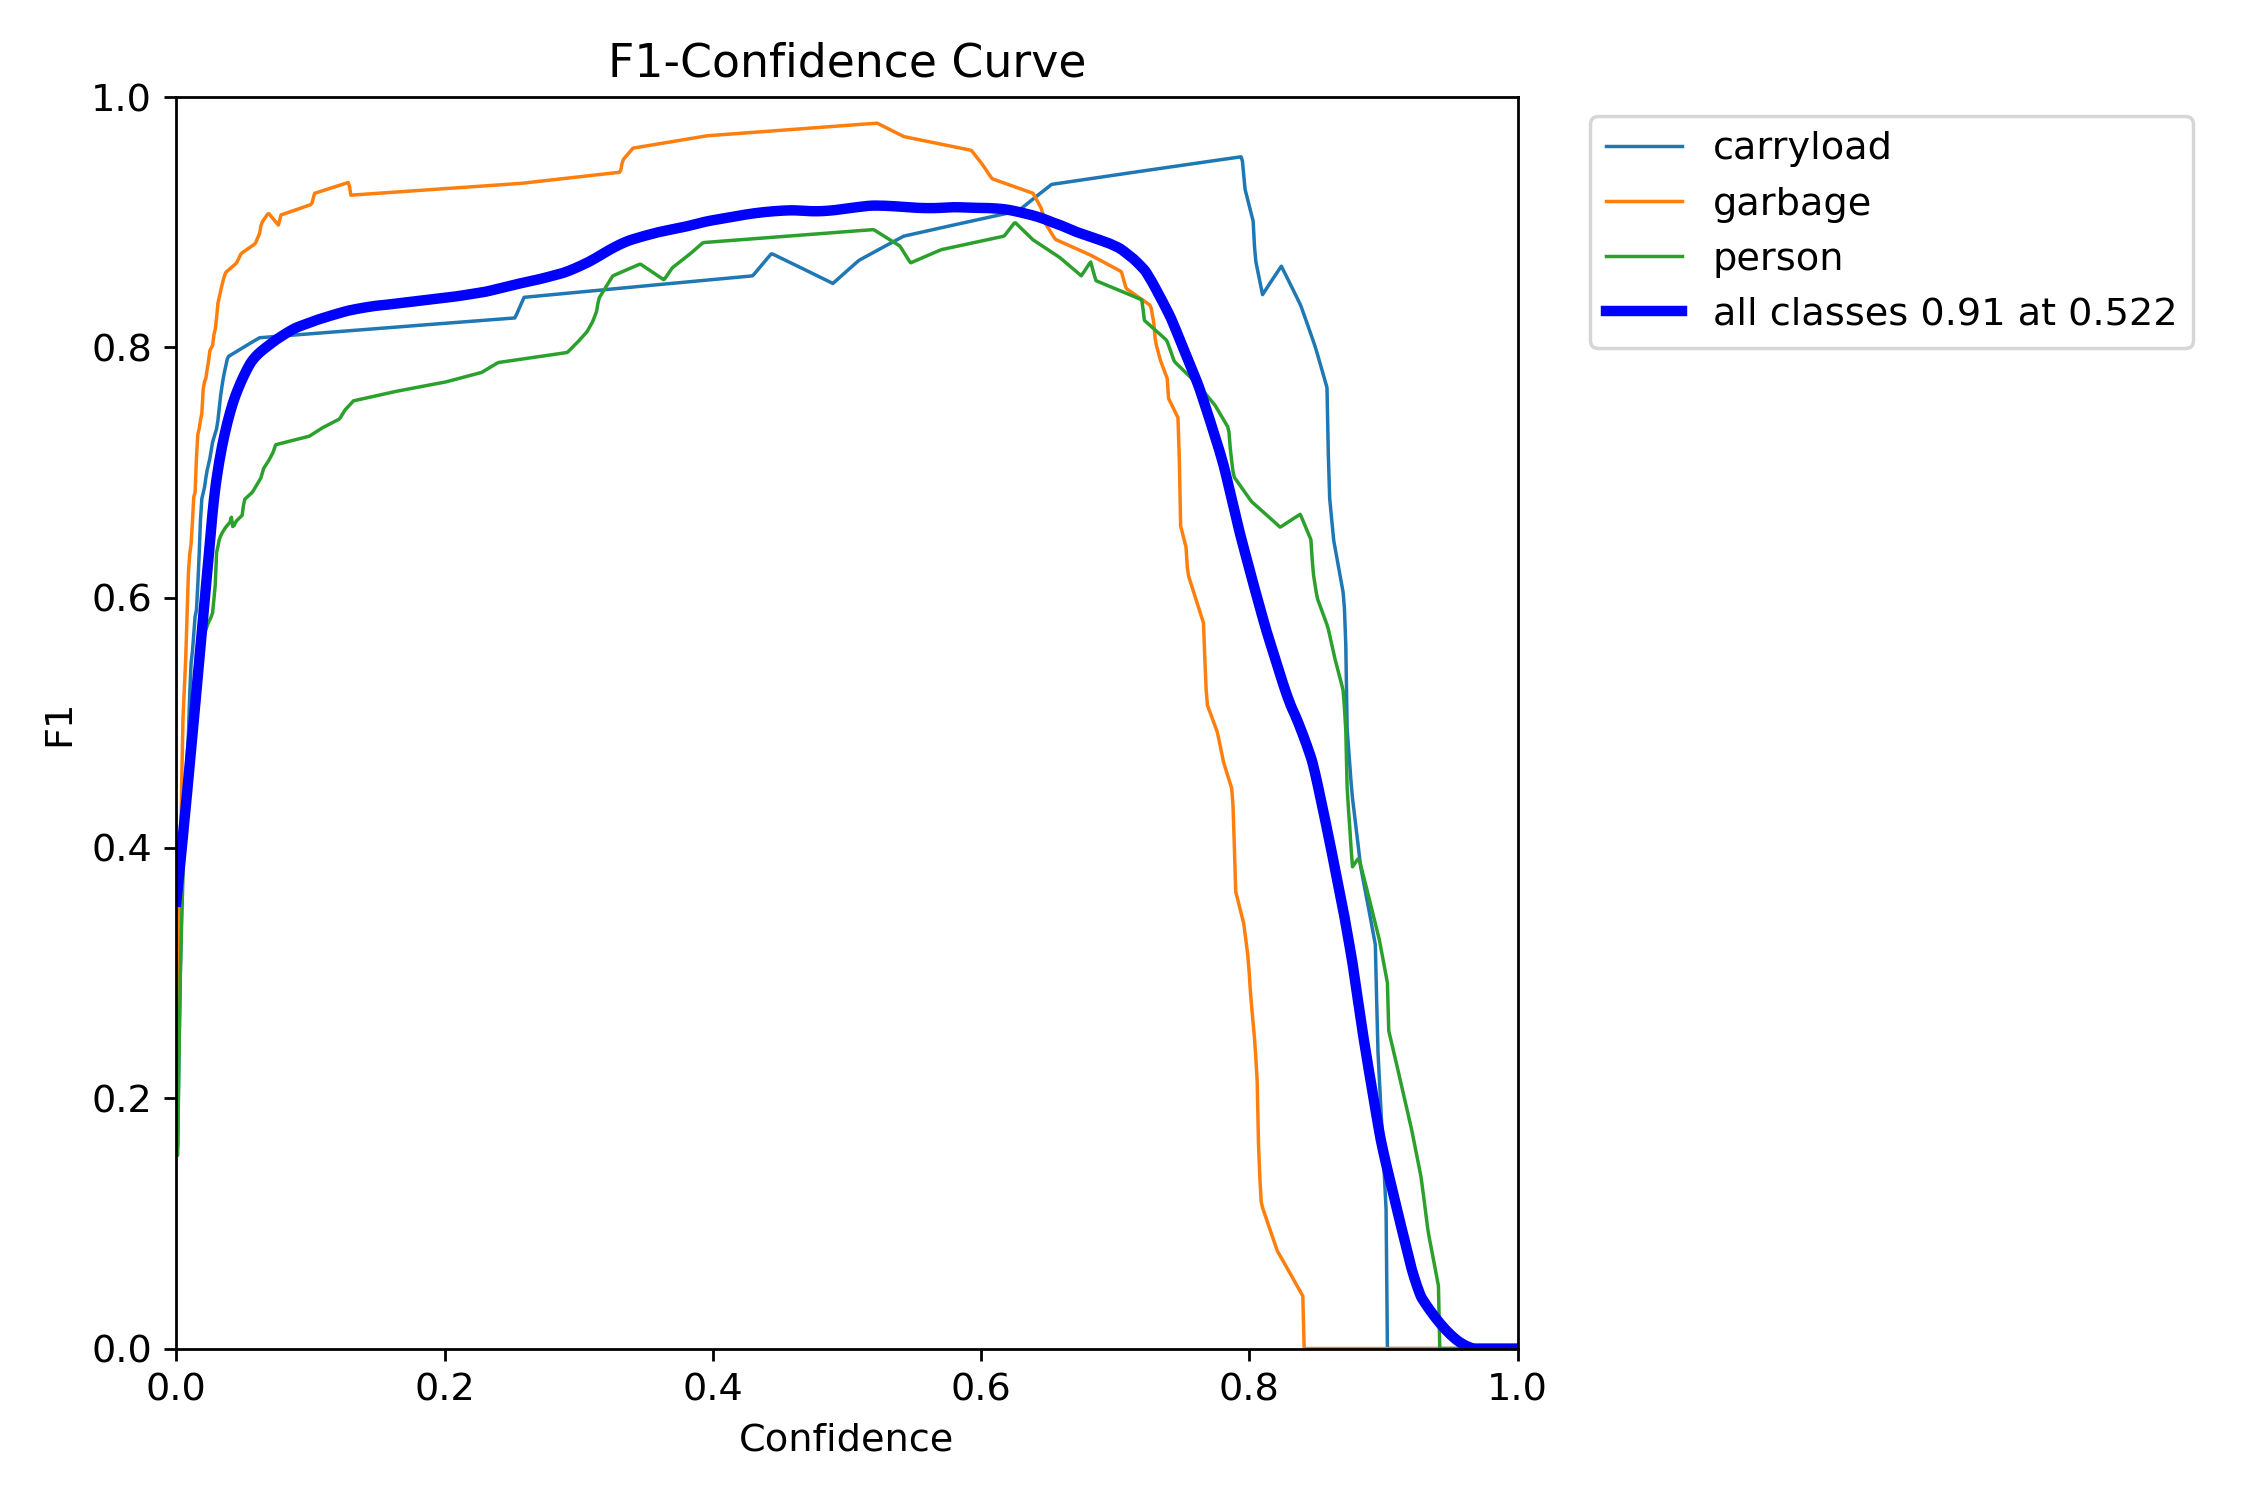 F1-Confidence Curve
1.0
0.8
0.6
0.4
0.2
0.0
F1
0.0 0.2 0.4 0.6 0.8 1.0
Confidence
carryload
garbage
person
all classes 0.91 at 0.522